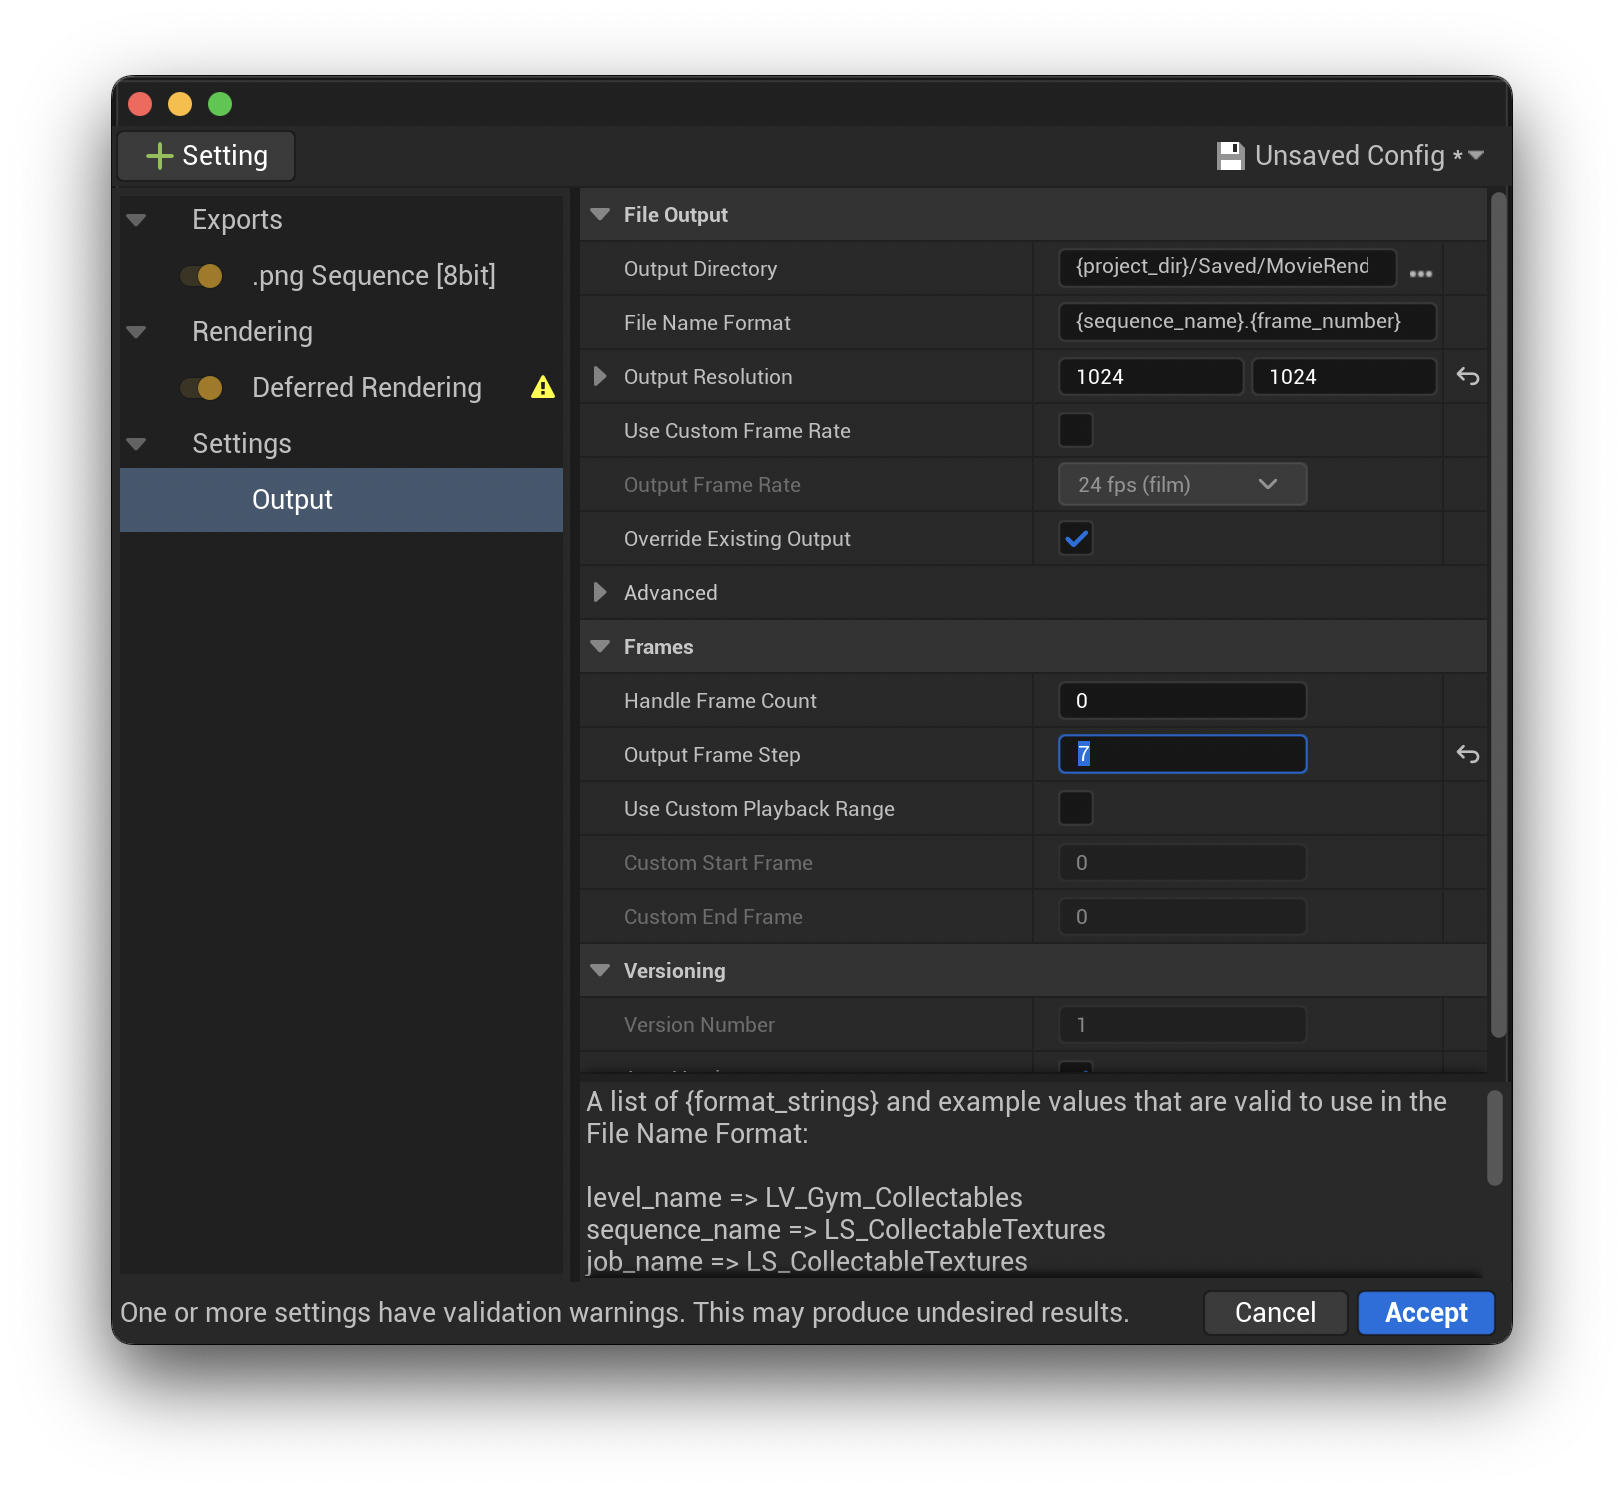 Setting
Unsaved Config *
Exports
.png Sequence [8bit]
Rendering
Deferred Rendering
Settings
Output
File Output
Output Directory
{project_dir}/Saved/MovieRend
...
File Name Format
{sequence_name}.{frame_number}
Output Resolution
1024
1024
Use Custom Frame Rate
Output Frame Rate
24 fps (film)
Override Existing Output
Advanced
Frames
Handle Frame Count
0
Output Frame Step
7
Use Custom Playback Range
Custom Start Frame
0
Custom End Frame
0
Versioning
Version Number
1
A list of {format_strings} and example values that are valid to use in the
File Name Format:
level_name => LV_Gym_Collectables
sequence_name => LS_CollectableTextures
job_name => LS_CollectableTextures
One or more settings have validation warnings. This may produce undesired results.
Cancel
Accept